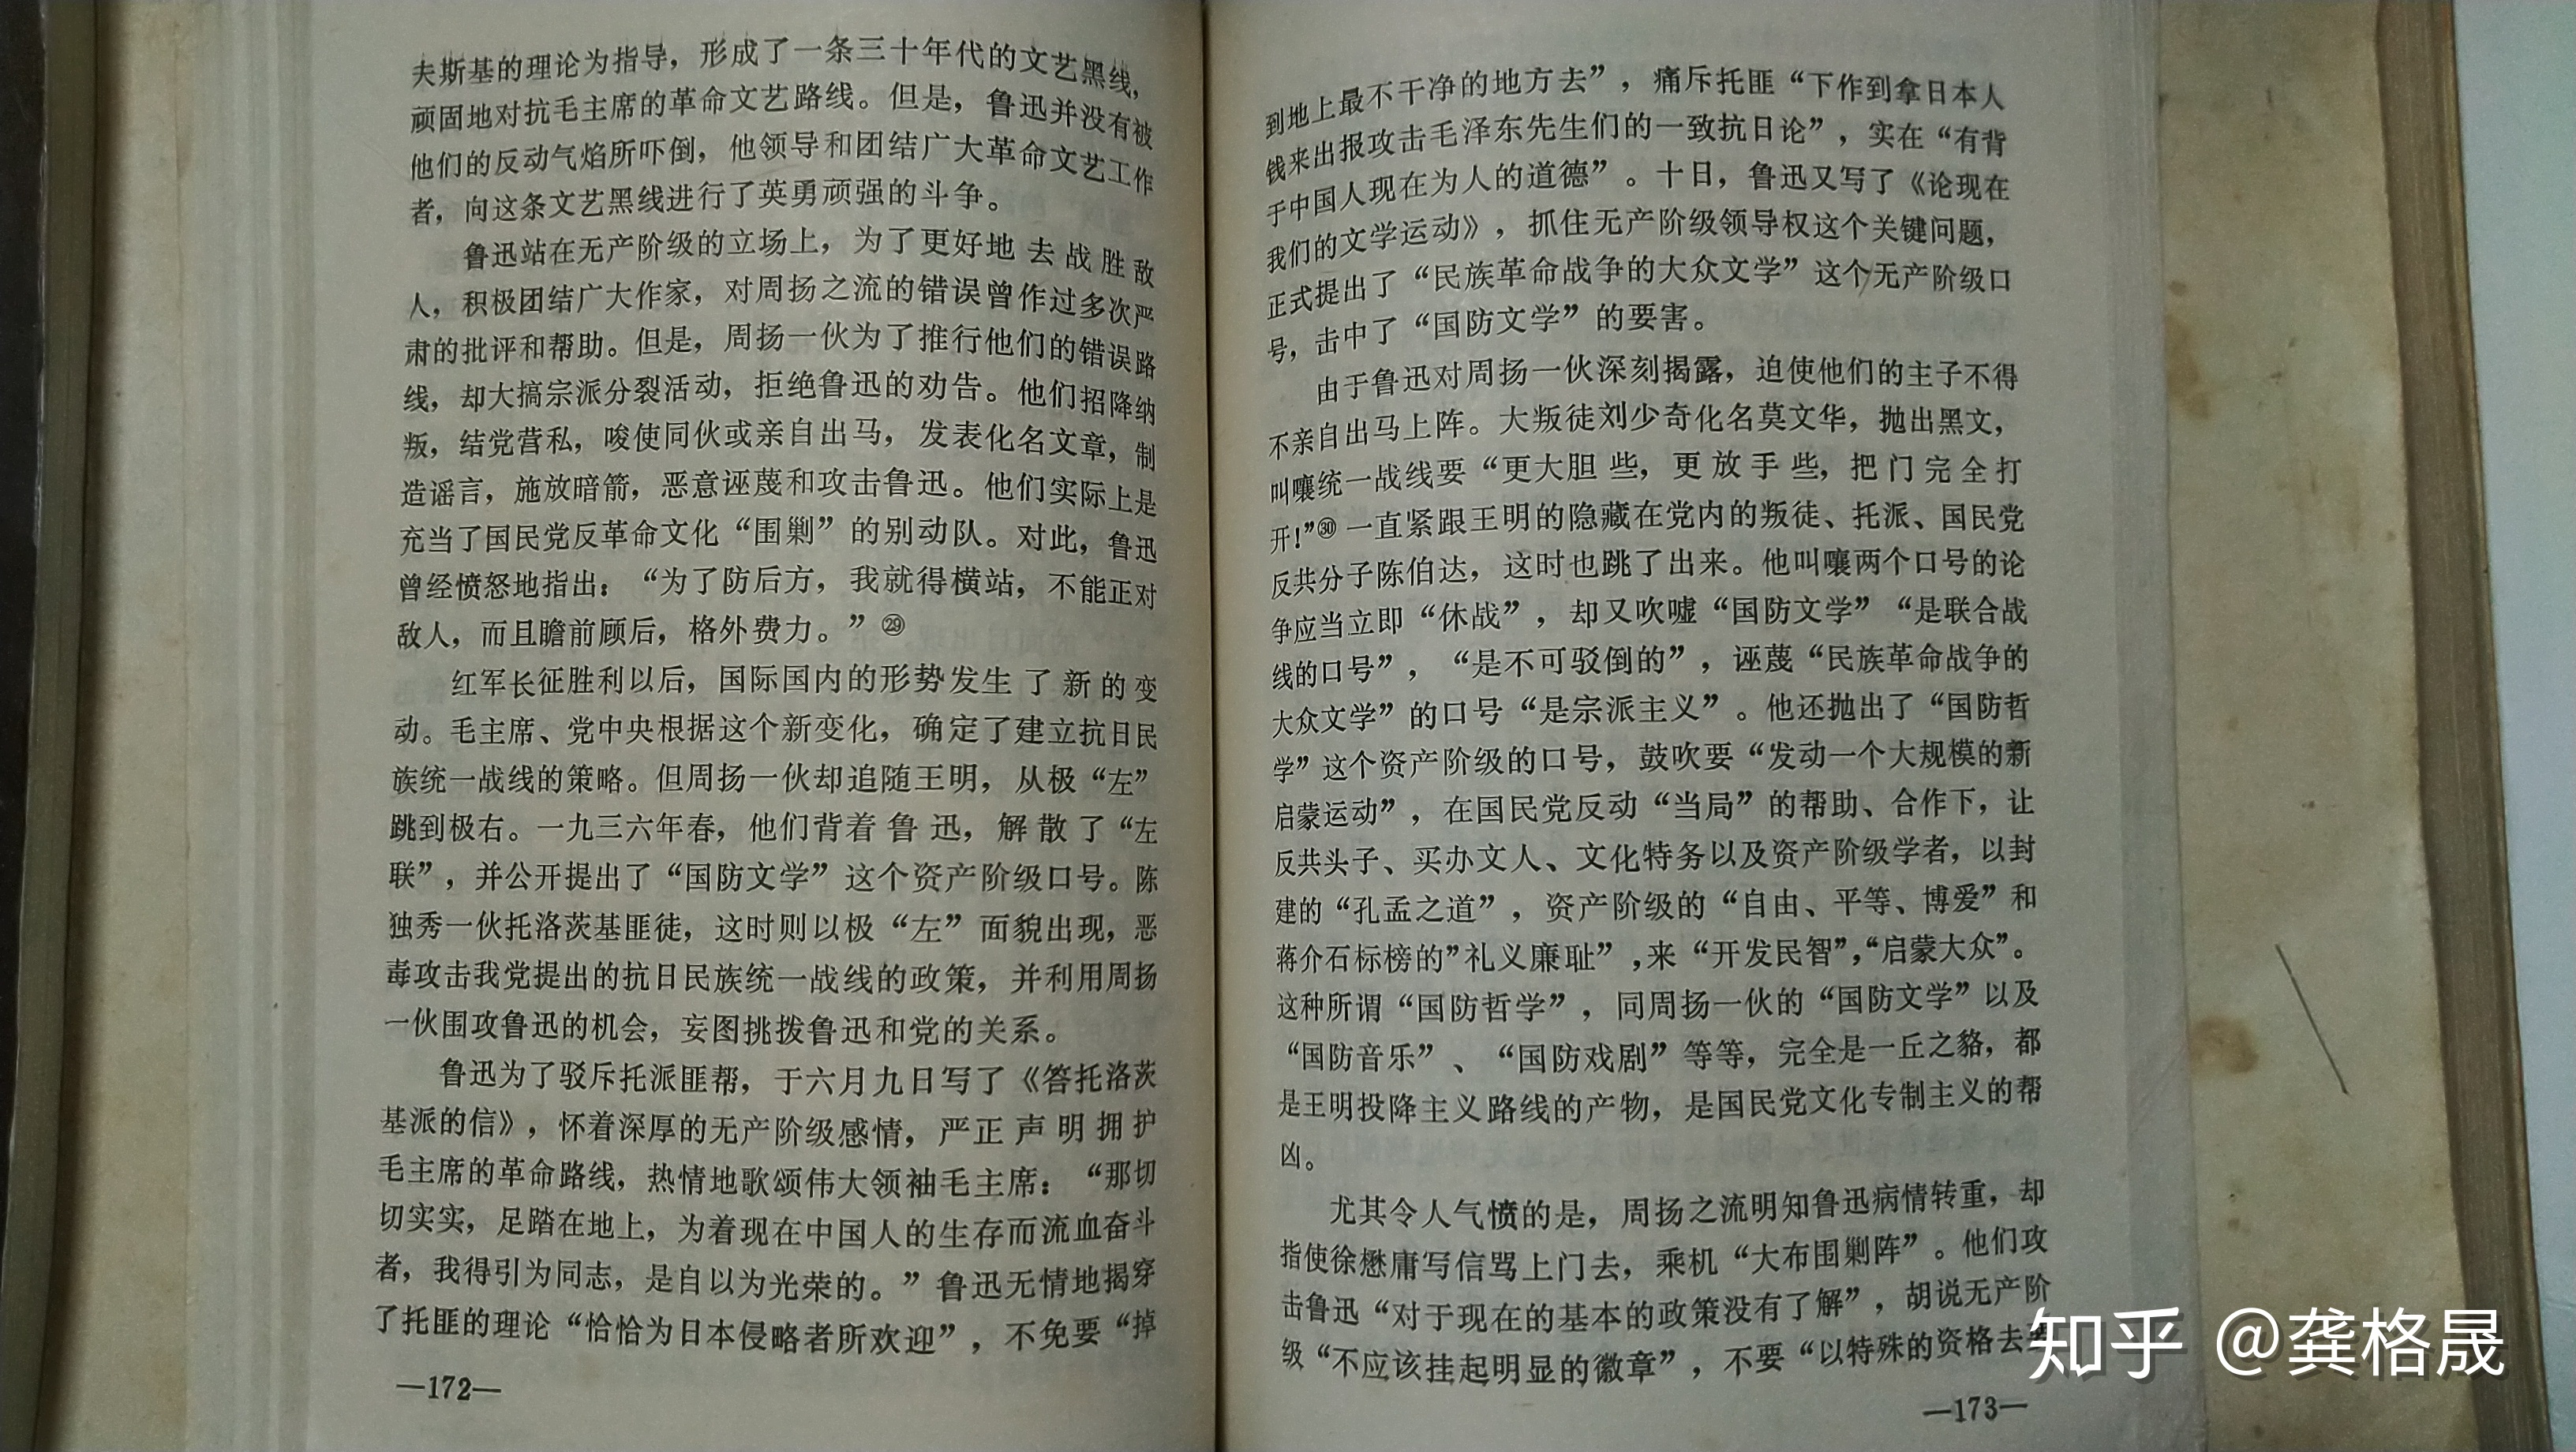 夫斯基的理论为指导，形成了一条三十年代的文艺黑线，
顽固地对抗毛主席的革命文艺路线。但是，鲁迅并没有被
他们的反动气焰所吓倒，他领导和团结广大革命文艺工作
者，向这条文艺黑线进行了英勇顽强的斗争。
鲁迅站在无产阶级的立场上，为了更好地去战胜敌
人，积极团结广大作家，对周扬之流的错误曾作过多次严
肃的批评和帮助。但是，周扬一伙为了推行他们的错误路
线，却大搞宗派分裂活动，拒绝鲁迅的劝告。他们招降纳
叛，结党营私，唆使同伙或亲自出马，发表化名文章，制
造谣言，施放暗箭，恶意诬蔑和攻击鲁迅。他们实际上是
充当了国民党反革命文化“围剿”的别动队。对此，鲁迅
曾经愤怒地指出：“为了防后方，我就得横站，不能正对
敌人，而且瞻前顾后，格外费力。”㉙
红军长征胜利以后，国际国内的形势发生了新的变
动。毛主席、党中央根据这个新变化，确定了建立抗日民
族统一战线的策略。但周扬一伙却追随王明，从极“左”
跳到极右。一九三六年春，他们背着鲁迅，解散了“左
联”，并公开提出了“国防文学”这个资产阶级口号。陈
独秀一伙托洛茨基匪徒，这时则以极“左”面貌出现，恶
毒攻击我党提出的抗日民族统一战线的政策，并利用周扬
一伙围攻鲁迅的机会，妄图挑拨鲁迅和党的关系。
鲁迅为了驳斥托派匪帮，于六月九日写了《答托洛茨
基派的信》，怀着深厚的无产阶级感情，严正声明拥护
毛主席的革命路线，热情地歌颂伟大领袖毛主席：“那切
切实实，足踏在地上，为着现在中国人的生存而流血奋斗
者，我得引为同志，是自以为光荣的。”鲁迅无情地揭穿
了托匪的理论“恰恰为日本侵略者所欢迎”，不免要“掉
—172—
到地上最不干净的地方去”，痛斥托匪“下作到拿日本人
钱来出报攻击毛泽东先生们的一致抗日论”，实在“有背
于中国人现在为人的道德”。十日，鲁迅又写了《论现在
我们的文学运动》，抓住无产阶级领导权这个关键问题，
正式提出了“民族革命战争的大众文学”这个无产阶级口
号，击中了“国防文学”的要害。
由于鲁迅对周扬一伙深刻揭露，迫使他们的主子不得
不亲自出马上阵。大叛徒刘少奇化名莫文华，抛出黑文，
叫嚷统一战线要“更大胆些，更放手些，把门完全打
开！”㉚一直紧跟王明的隐藏在党内的叛徒、托派、国民党
反共分子陈伯达，这时也跳了出来。他叫嚷两个口号的论
争应当立即“休战”，却又吹嘘“国防文学”“是联合战
线的口号”，“是不可驳倒的”，诬蔑“民族革命战争的
大众文学”的口号“是宗派主义”。他还抛出了“国防哲
学”这个资产阶级的口号，鼓吹要“发动一个大规模的新
启蒙运动”，在国民党反动“当局”的帮助、合作下，让
反共头子、买办文人、文化特务以及资产阶级学者，以封
建的“孔孟之道”，资产阶级的“自由、平等、博爱”和
蒋介石标榜的”礼义廉耻”，来“开发民智”，“启蒙大众”。
这种所谓“国防哲学”，同周扬一伙的“国防文学”以及
“国防音乐”、“国防戏剧”等等，完全是一丘之貉，都
是王明投降主义路线的产物，是国民党文化专制主义的帮
凶。
尤其令人气愤的是，周扬之流明知鲁迅病情转重，却
指使徐懋庸写信骂上门去，乘机“大布围剿阵”。他们攻
击鲁迅“对于现在的基本的政策没有了解”，胡说无产阶
级“不应该挂起明显的徽章”，不要“以特殊的资格去
—173—
知乎 @龚格晟